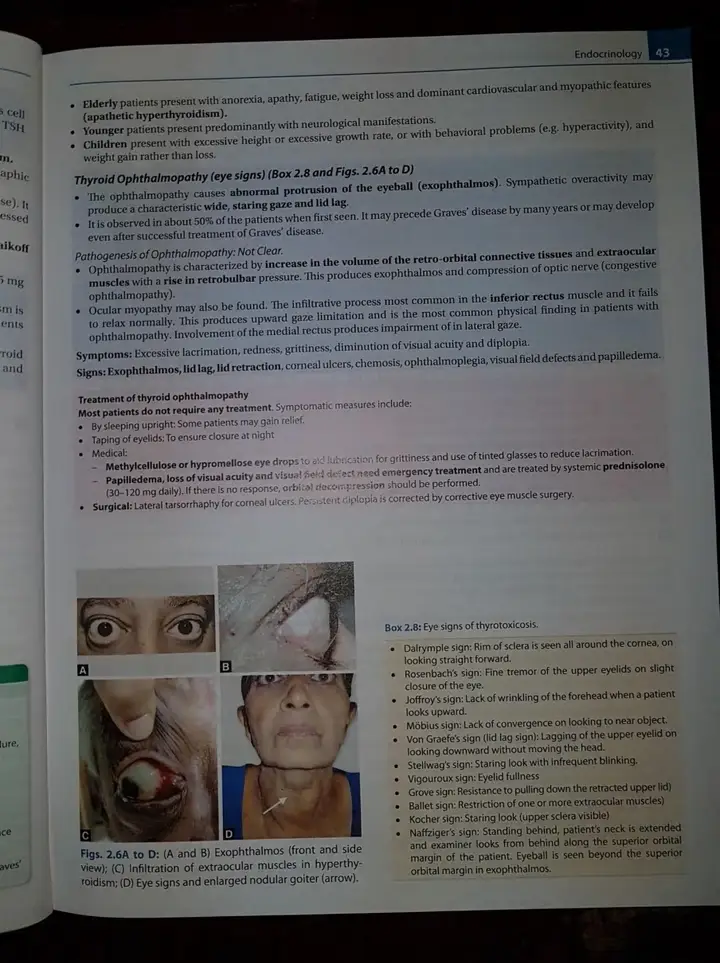 Endocrinology 43
• Elderly patients present with anorexia, apathy, fatigue, weight loss and dominant cardiovascular and myopathic features
(apathetic hyperthyroidism).
• Younger patients present predominantly with neurological manifestations.
• Children present with excessive height or excessive growth rate, or with behavioral problems (e.g. hyperactivity), and
weight gain rather than loss.
Thyroid Ophthalmopathy (eye signs) (Box 2.8 and Figs. 2.6A to D)
• The ophthalmopathy causes abnormal protrusion of the eyeball (exophthalmos). Sympathetic overactivity may
produce a characteristic wide, staring gaze and lid lag.
• It is observed in about 50% of the patients when first seen. It may precede Graves' disease by many years or may develop
even after successful treatment of Graves' disease.
Pathogenesis of Ophthalmopathy: Not Clear.
• Ophthalmopathy is characterized by increase in the volume of the retro-orbital connective tissues and extraocular
muscles with a rise in retrobulbar pressure. This produces exophthalmos and compression of optic nerve (congestive
ophthalmopathy).
• Ocular myopathy may also be found. The infiltrative process most common in the inferior rectus muscle and it fails
to relax normally. This produces upward gaze limitation and is the most common physical finding in patients with
ophthalmopathy. Involvement of the medial rectus produces impairment of in lateral gaze.
Symptoms: Excessive lacrimation, redness, grittiness, diminution of visual acuity and diplopia.
Signs: Exophthalmos, lid lag, lid retraction, corneal ulcers, chemosis, ophthalmoplegia, visual field defects and papilledema.
Treatment of thyroid ophthalmopathy
Most patients do not require any treatment. Symptomatic measures include:
• By sleeping upright: Some patients may gain relief.
• Taping of eyelids: To ensure closure at night
• Medical:
– Methylcellulose or hypromellose eye drops to aid lubrication for grittiness and use of tinted glasses to reduce lacrimation.
– Papilledema, loss of visual acuity and visual field defect need emergency treatment and are treated by systemic prednisolone
(30–120 mg daily). If there is no response, orbital decompression should be performed.
• Surgical: Lateral tarsorrhaphy for corneal ulcers. Persistent diplopia is corrected by corrective eye muscle surgery.
A
B
C
D
Figs. 2.6A to D: (A and B) Exophthalmos (front and side
view); (C) Infiltration of extraocular muscles in hyperthy-
roidism; (D) Eye signs and enlarged nodular goiter (arrow).
Box 2.8: Eye signs of thyrotoxicosis.
• Dalrymple sign: Rim of sclera is seen all around the cornea, on
looking straight forward.
• Rosenbach's sign: Fine tremor of the upper eyelids on slight
closure of the eye.
• Joffroy's sign: Lack of wrinkling of the forehead when a patient
looks upward.
• Möbius sign: Lack of convergence on looking to near object.
• Von Graefe's sign (lid lag sign): Lagging of the upper eyelid on
looking downward without moving the head.
• Stellwag's sign: Staring look with infrequent blinking.
• Vigouroux sign: Eyelid fullness
• Grove sign: Resistance to pulling down the retracted upper lid)
• Ballet sign: Restriction of one or more extraocular muscles)
• Kocher sign: Staring look (upper sclera visible)
• Naffziger's sign: Standing behind, patient's neck is extended
and examiner looks from behind along the superior orbital
margin of the patient. Eyeball is seen beyond the superior
orbital margin in exophthalmos.